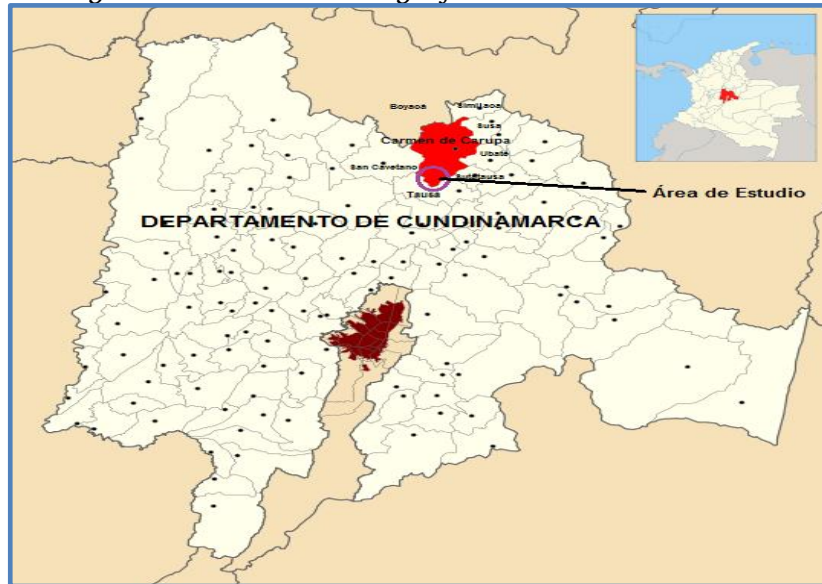 Boyacá
Simijaca
Susa
Carmen de Carupa
Ubaté
San Cayetano
Sutatausa
Tausa
Área de Estudio
DEPARTAMENTO DE CUNDINAMARCA